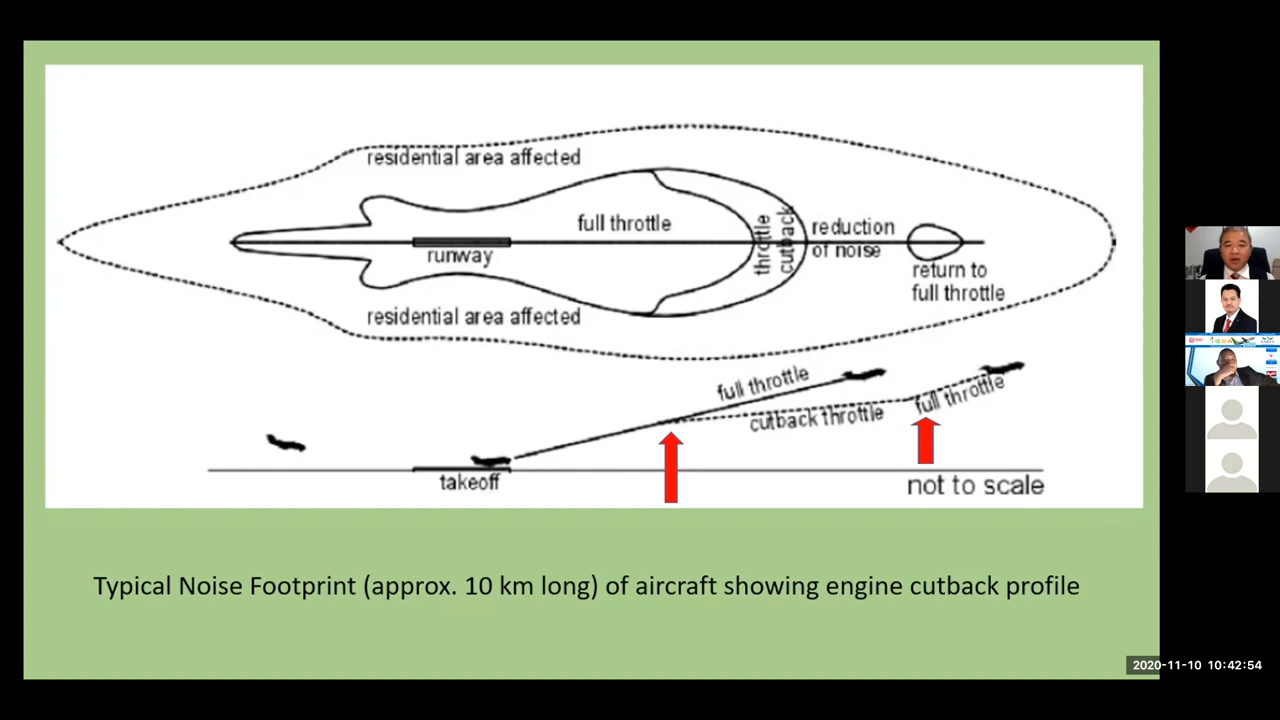 residential area affected
full throttle
throttle
cutback
reduction
of noise
runway
return to
full throttle
residential area affected
full throttle
cutback throttle
full throttle
takeoff
not to scale
Typical Noise Footprint (approx. 10 km long) of aircraft showing engine cutback profile
2020-11-10 10:42:54